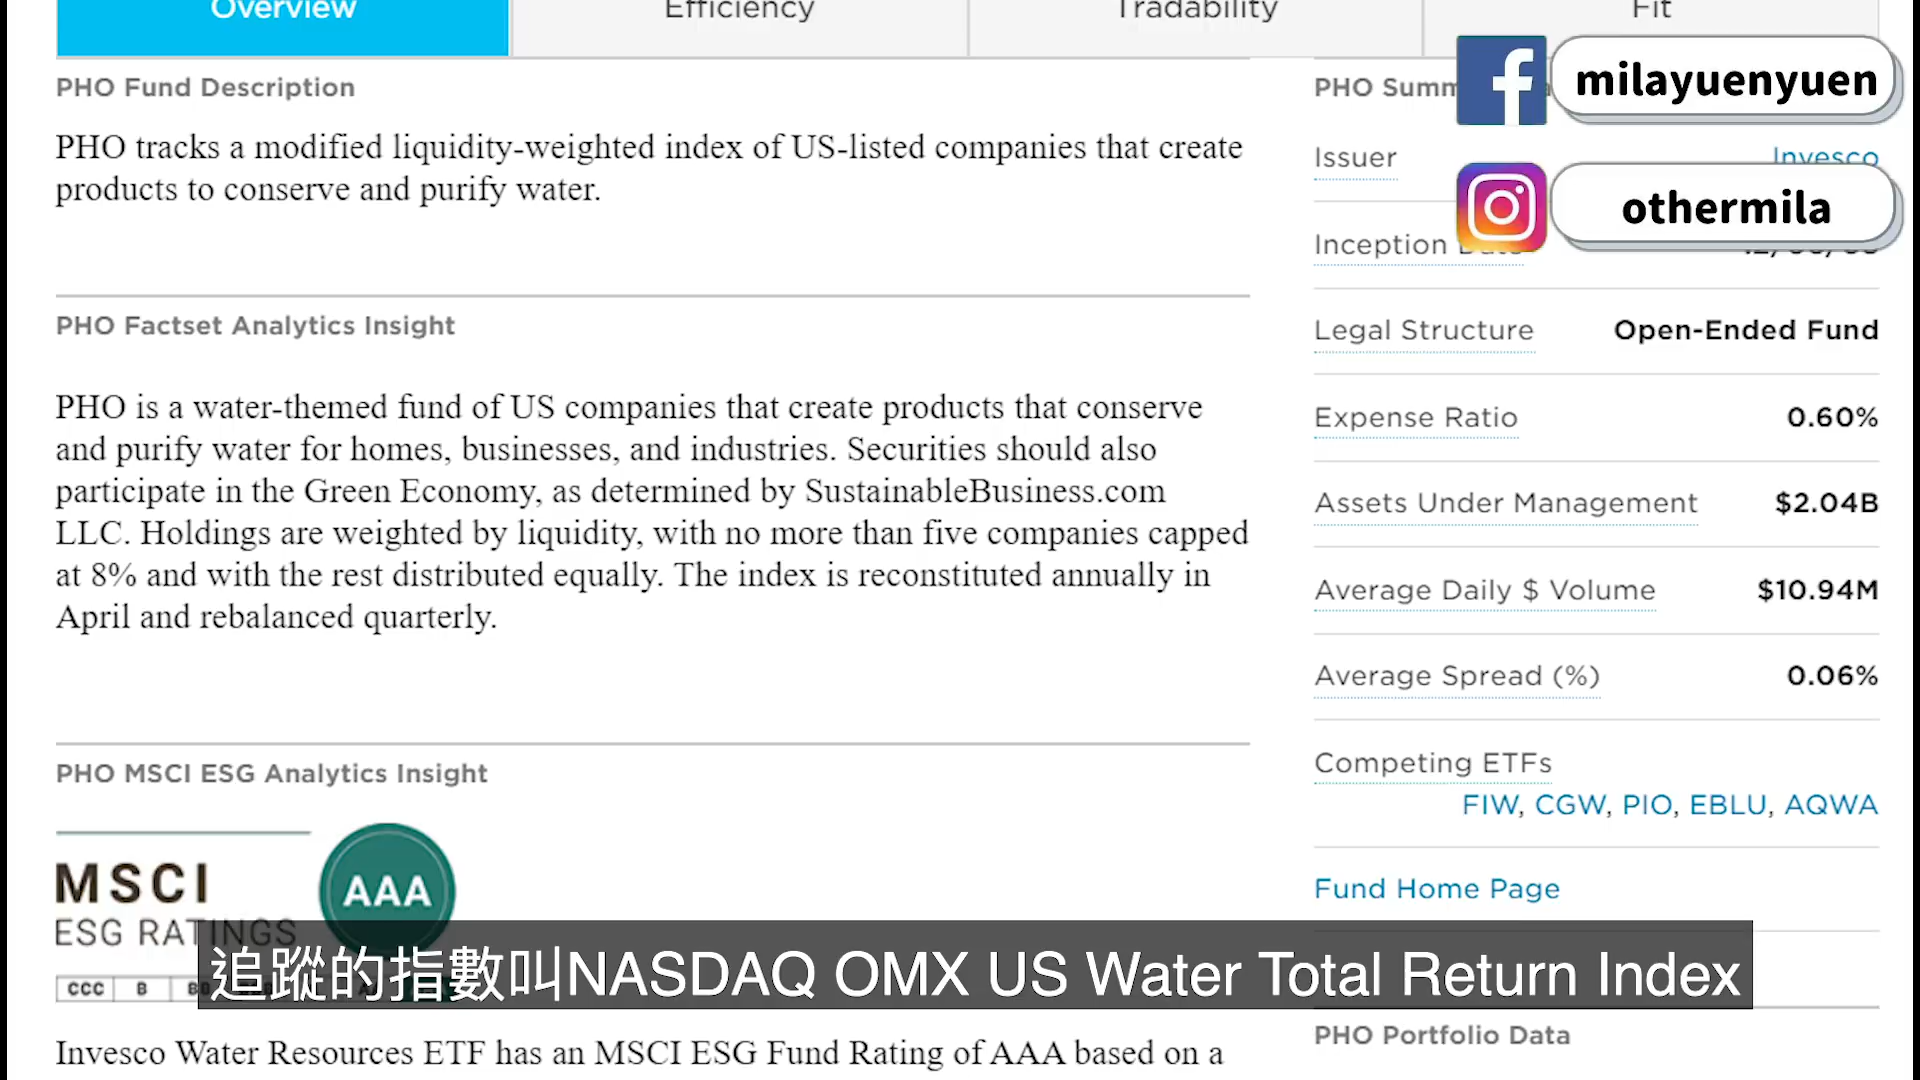 Overview
Efficiency
Tradability
Fit
PHO Fund Description
PHO tracks a modified liquidity-weighted index of US-listed companies that create
products to conserve and purify water.
PHO Factset Analytics Insight
PHO is a water-themed fund of US companies that create products that conserve
and purify water for homes, businesses, and industries. Securities should also
participate in the Green Economy, as determined by SustainableBusiness.com
LLC. Holdings are weighted by liquidity, with no more than five companies capped
at 8% and with the rest distributed equally. The index is reconstituted annually in
April and rebalanced quarterly.
PHO MSCI ESG Analytics Insight
MSCI
ESG RATINGS
AAA
CCC B
Invesco Water Resources ETF has an MSCI ESG Fund Rating of AAA based on a
PHO
milayuenyuen
Issuer Invesco
othermila
Inception
Legal Structure Open-Ended Fund
Expense Ratio 0.60%
Assets Under Management $2.04B
Average Daily $ Volume $10.94M
Average Spread (%) 0.06%
Competing ETFs
FIW, CGW, PIO, EBLU, AQWA
Fund Home Page
PHO Portfolio Data
追蹤的指數叫NASDAQ OMX US Water Total Return Index